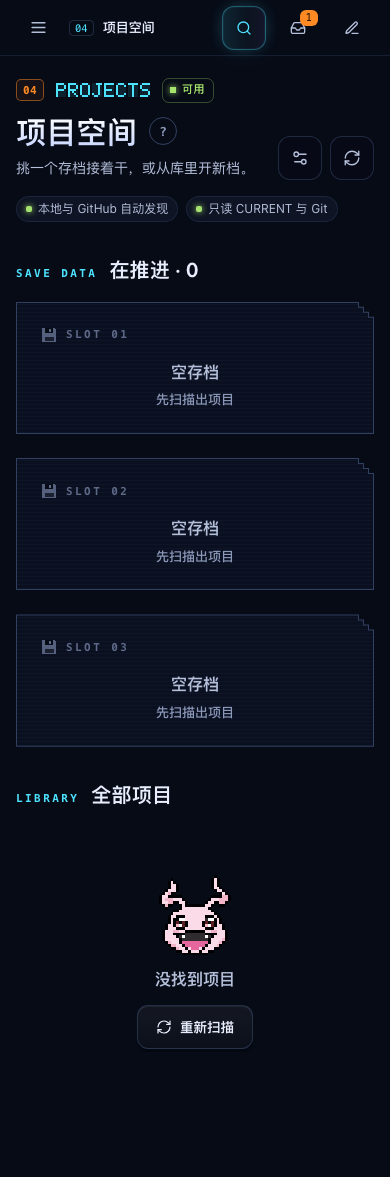 04 项目空间
1
04 PROJECTS 可用
项目空间 ?
挑一个存档接着干，或从库里开新档。
本地与 GitHub 自动发现 只读 CURRENT 与 Git
SAVE DATA 在推进 · 0
SLOT 01
空存档
先扫描出项目
SLOT 02
空存档
先扫描出项目
SLOT 03
空存档
先扫描出项目
LIBRARY 全部项目
没找到项目
重新扫描